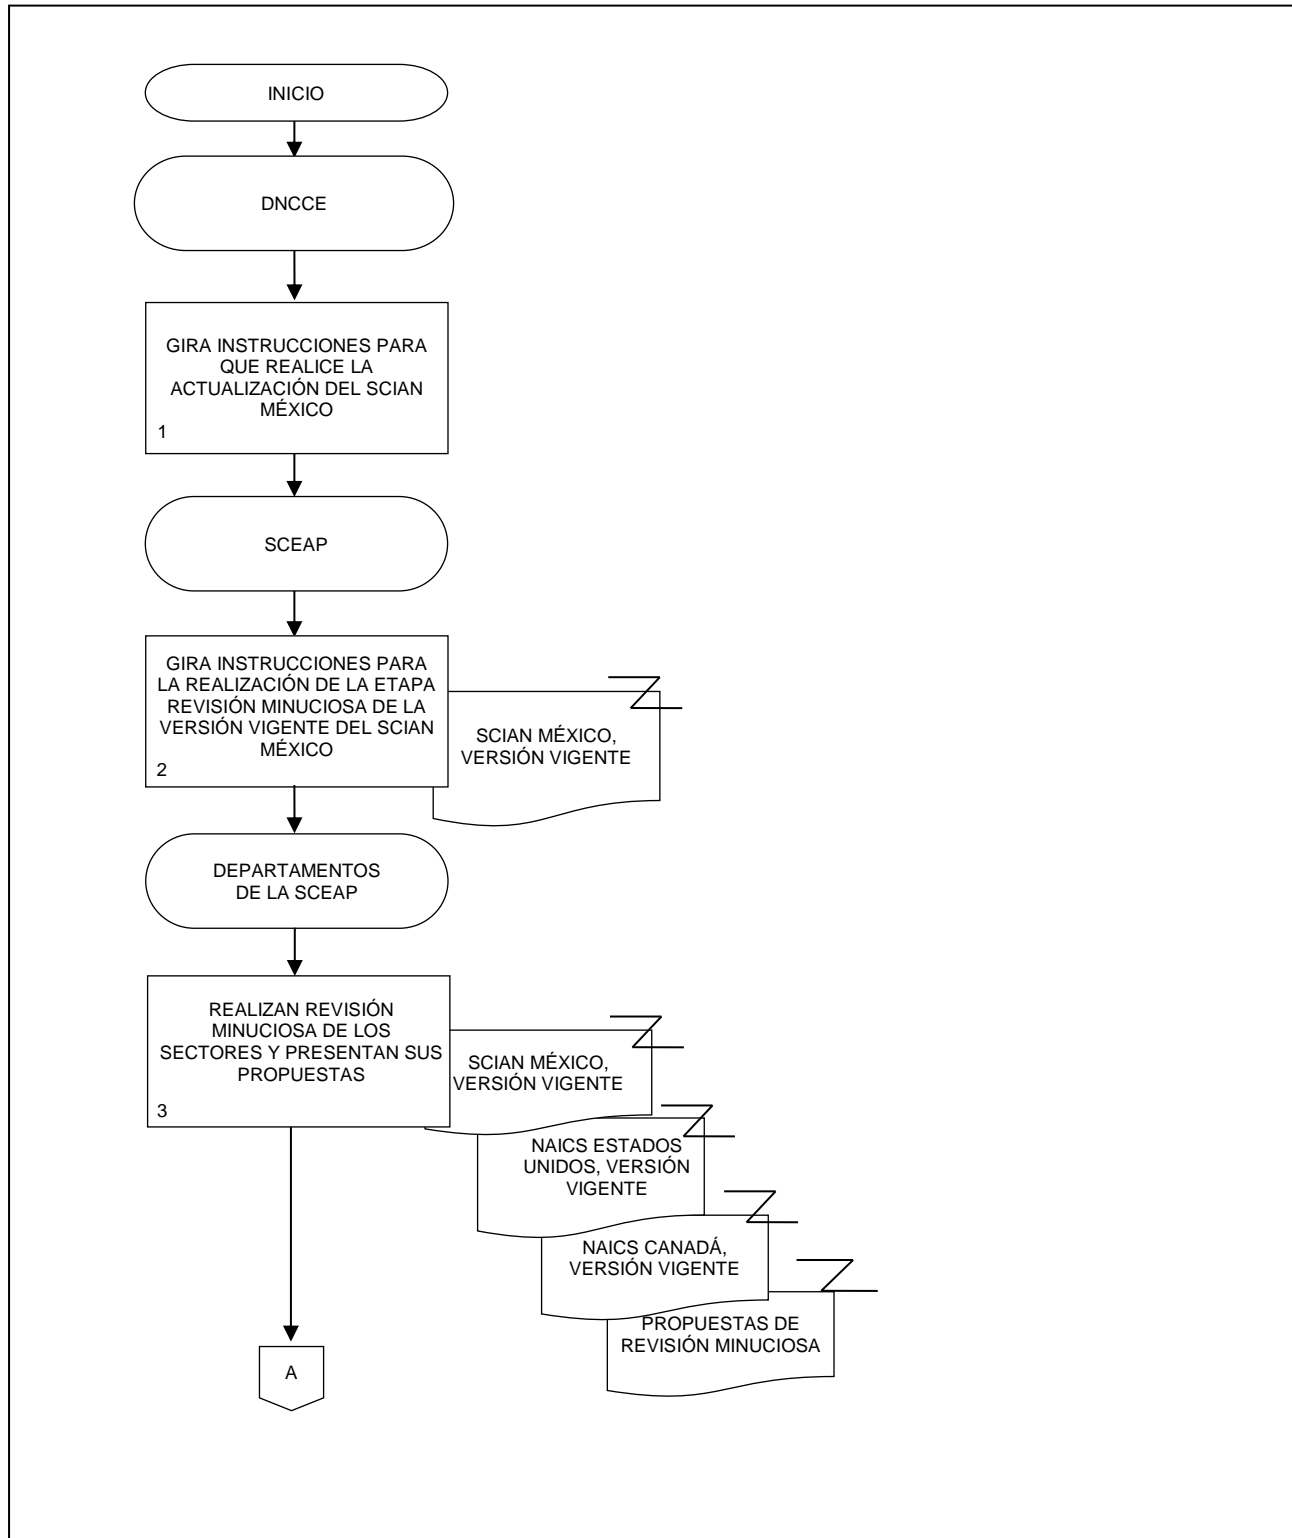 INICIO
DNCCE
GIRA INSTRUCCIONES PARA
QUE REALICE LA
ACTUALIZACIÓN DEL SCIAN
MÉXICO
1
SCEAP
GIRA INSTRUCCIONES PARA
LA REALIZACIÓN DE LA ETAPA
REVISIÓN MINUCIOSA DE LA
VERSIÓN VIGENTE DEL SCIAN
MÉXICO
2
SCIAN MÉXICO,
VERSIÓN VIGENTE
DEPARTAMENTOS
DE LA SCEAP
REALIZAN REVISIÓN
MINUCIOSA DE LOS
SECTORES Y PRESENTAN SUS
PROPUESTAS
3
SCIAN MÉXICO,
VERSIÓN VIGENTE
NAICS ESTADOS
UNIDOS, VERSIÓN
VIGENTE
NAICS CANADÁ,
VERSIÓN VIGENTE
PROPUESTAS DE
REVISIÓN MINUCIOSA
A